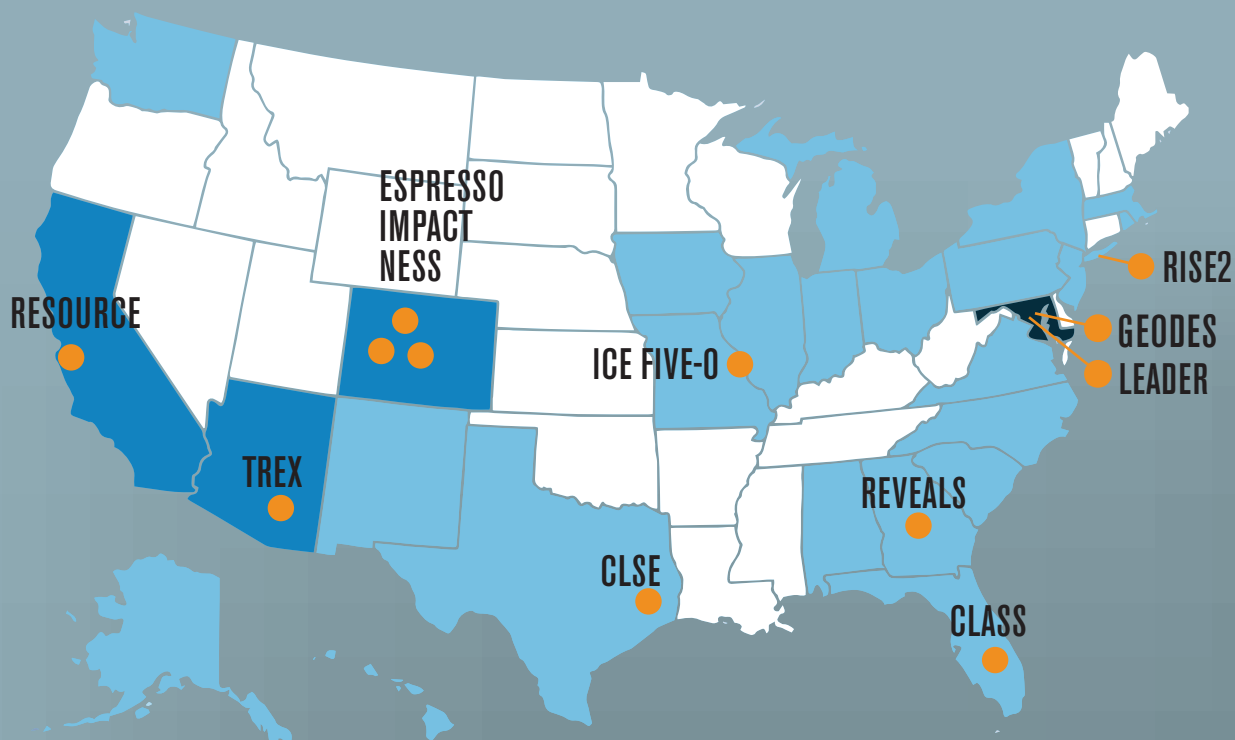 ESPRESSO
IMPACT
NESS
RISE2
RESOURCE
GEODES
ICE FIVE-O
LEADER
TREX
REVEALS
CLSE
CLASS